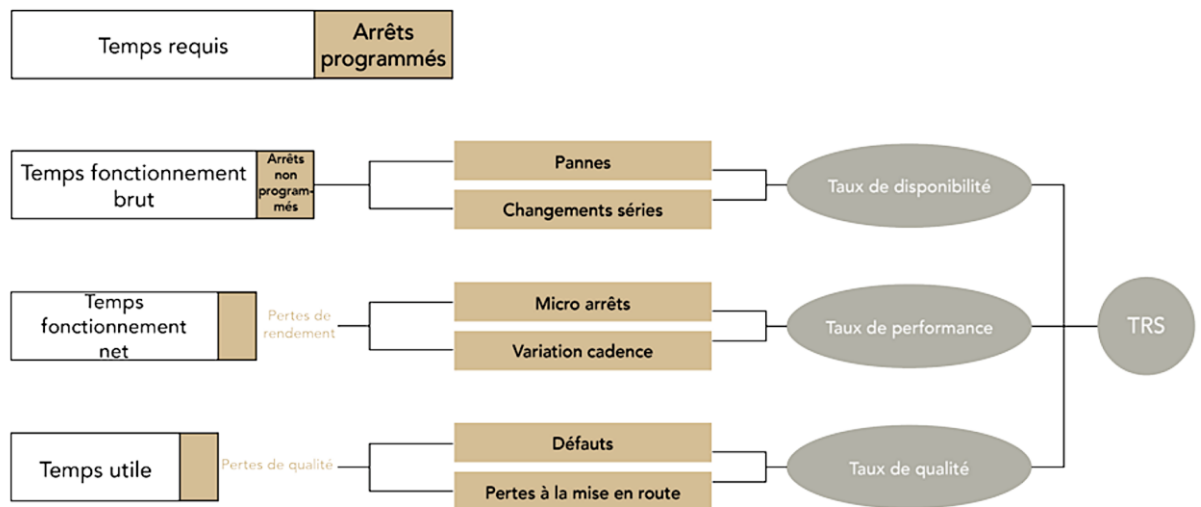 Temps requis
Arrêts
programmés
Temps fonctionnement
brut
Arrêts
non
program-
més
Pannes
Changements séries
Taux de disponibilité
Temps
fonctionnement
net
Pertes de
rendement
Micro arrêts
Variation cadence
Taux de performance
TRS
Temps utile
Pertes de qualité
Défauts
Pertes à la mise en route
Taux de qualité